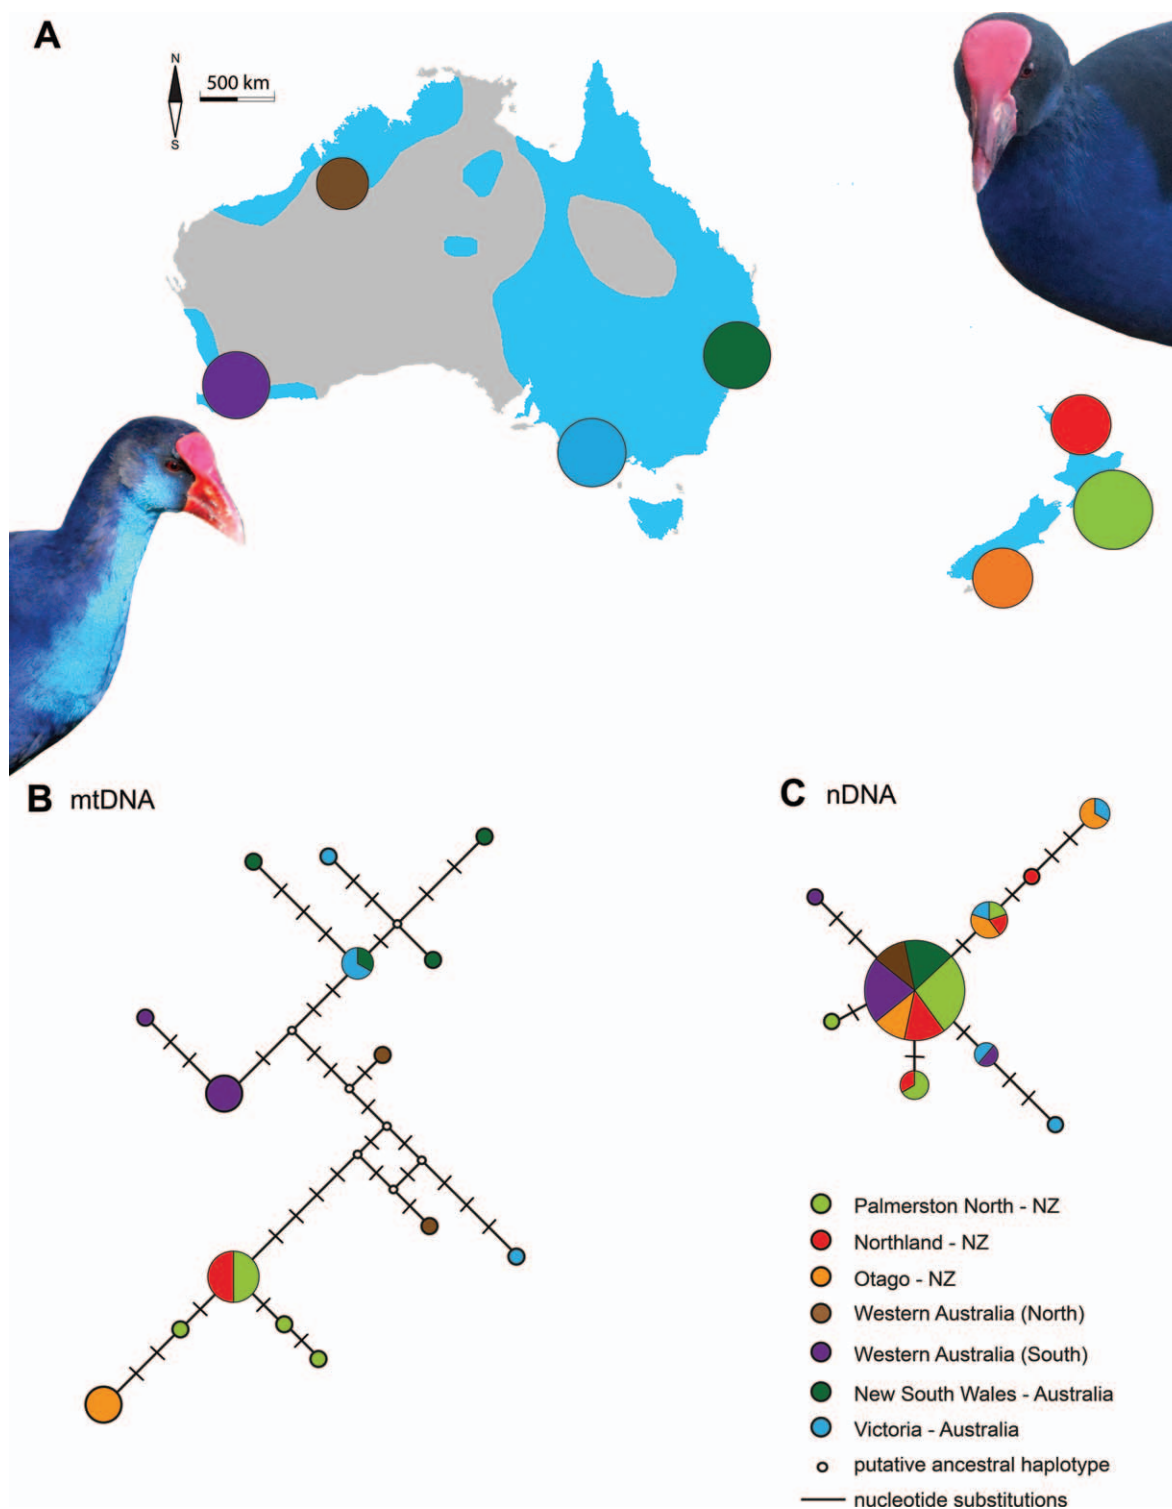 A
N
500 km
S
B mtDNA
C nDNA
Palmerston North - NZ
Northland - NZ
Otago - NZ
Western Australia (North)
Western Australia (South)
New South Wales - Australia
Victoria - Australia
putative ancestral haplotype
nucleotide substitutions